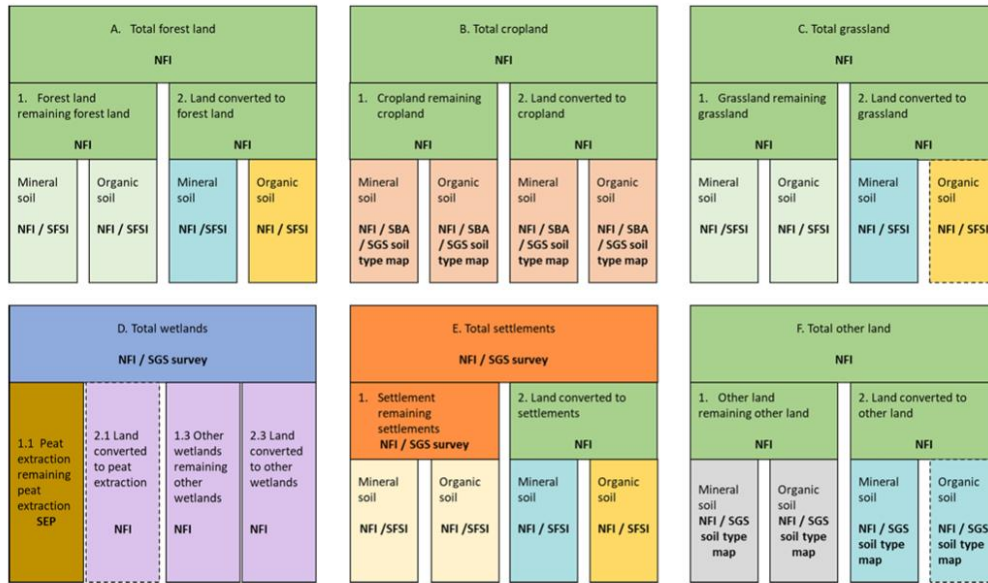 A. Total forest land
NFI
1. Forest land
remaining forest land
NFI
2. Land converted to
forest land
NFI
Mineral
soil
NFI / SFSI
Organic
soil
NFI / SFSI
Mineral
soil
NFI /SFSI
Organic
soil
NFI / SFSI
B. Total cropland
NFI
1. Cropland remaining
cropland
NFI
2. Land converted to
cropland
NFI
Mineral
soil
NFI / SBA
/ SGS soil
type map
Organic
soil
NFI / SBA
/ SGS soil
type map
Mineral
soil
NFI / SBA
/ SGS soil
type map
Organic
soil
NFI / SBA
/ SGS soil
type map
C. Total grassland
NFI
1. Grassland remaining
grassland
NFI
2. Land converted to
grassland
NFI
Mineral
soil
NFI /SFSI
Organic
soil
NFI / SFSI
Mineral
soil
NFI / SFSI
Organic
soil
NFI / SFSI
D. Total wetlands
NFI / SGS survey
1.1 Peat
extraction
remaining
peat
extraction
SEP
2.1 Land
converted
to peat
extraction
NFI
1.3 Other
wetlands
remaining
other
wetlands
NFI
2.3 Land
converted
to other
wetlands
NFI
E. Total settlements
NFI / SGS survey
1. Settlement
remaining
settlements
NFI / SGS survey
2. Land converted to
settlements
NFI
Mineral
soil
NFI /SFSI
Organic
soil
NFI / SFSI
Mineral
soil
NFI / SFSI
Organic
soil
NFI / SFSI
F. Total other land
NFI
1. Other land
remaining other land
NFI
2. Land converted to
other land
NFI
Mineral
soil
NFI / SGS
soil type
map
Organic
soil
NFI / SGS
soil type
map
Mineral
soil
NFI / SGS
soil type
map
Organic
soil
NFI / SGS
soil type
map